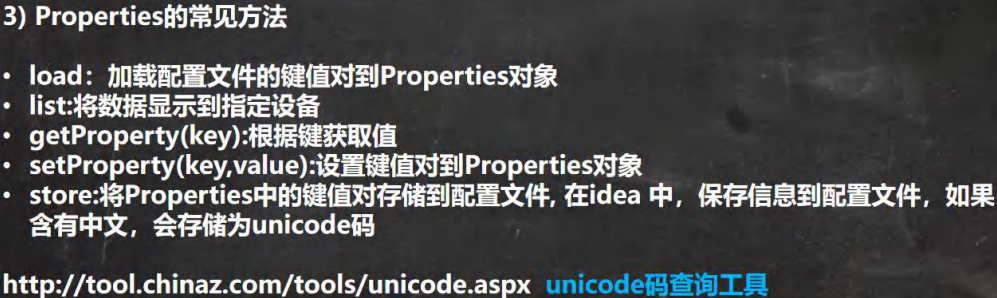 3) Properties的常见方法
• load：加载配置文件的键值对到Properties对象
• list:将数据显示到指定设备
• getProperty(key):根据键获取值
• setProperty(key,value):设置键值对到Properties对象
• store:将Properties中的键值对存储到配置文件, 在idea 中，保存信息到配置文件，如果
含有中文，会存储为unicode码
http://tool.chinaz.com/tools/unicode.aspx unicode码查询工具